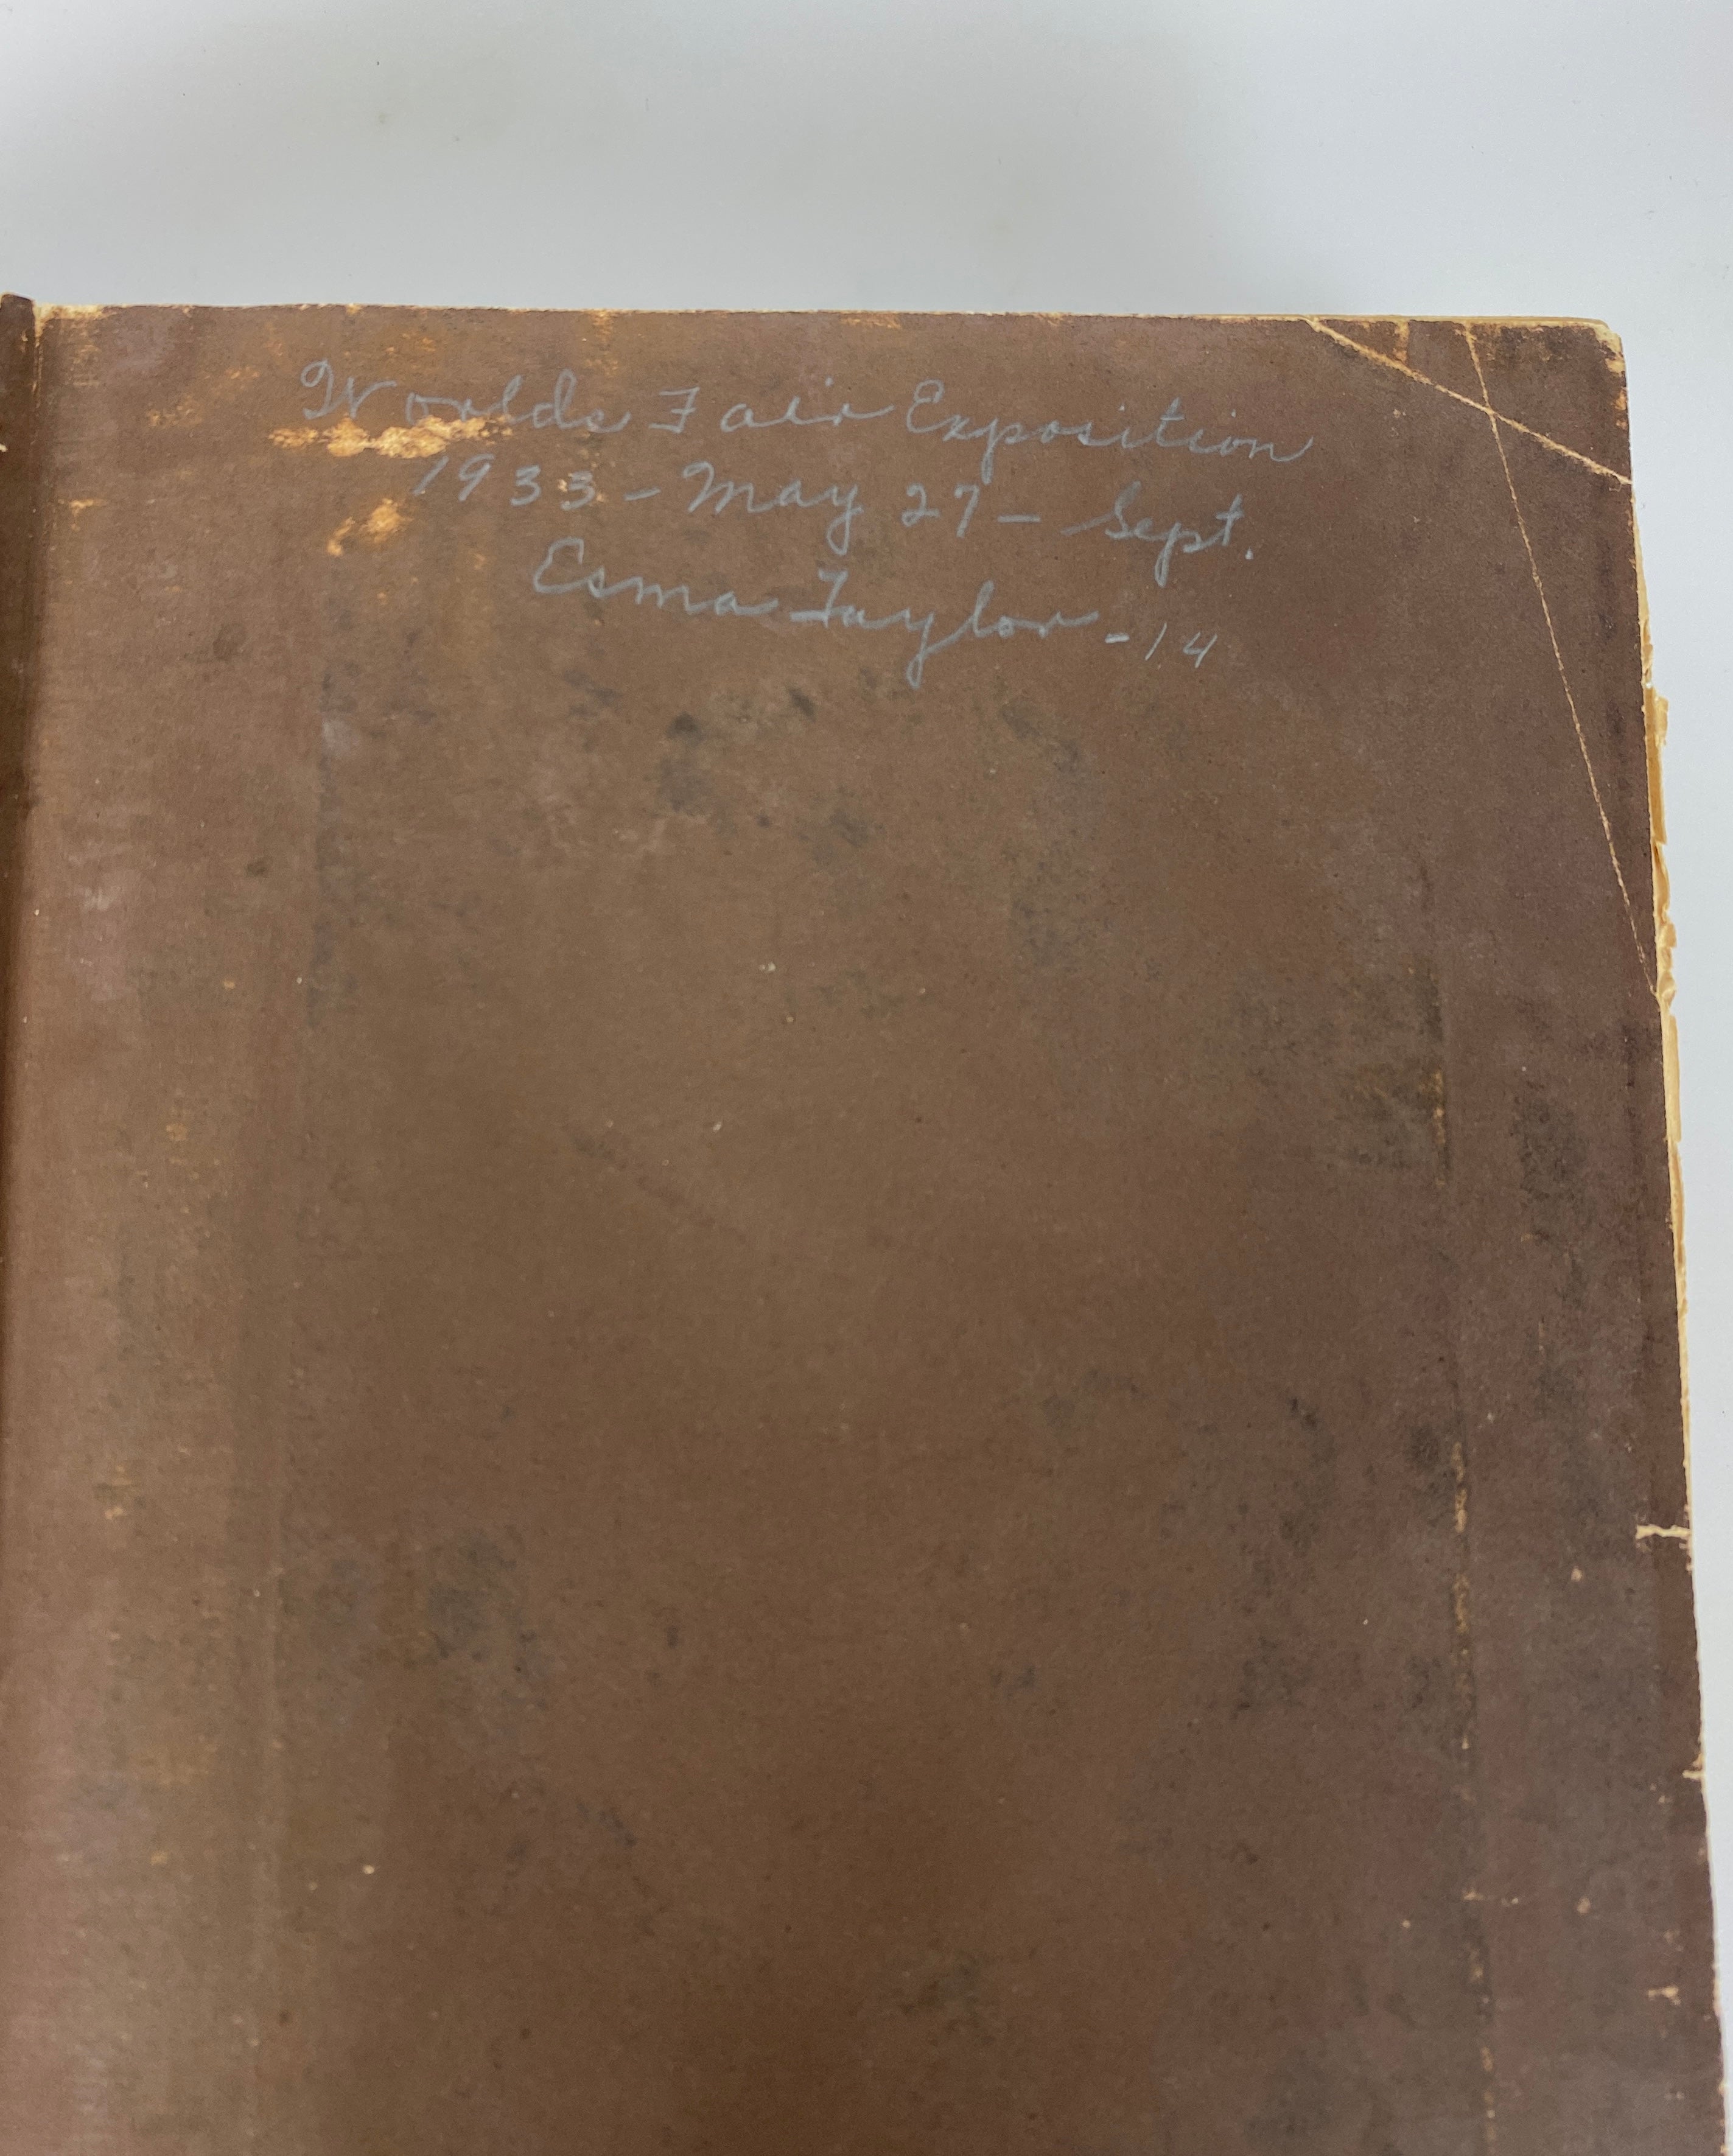 Worlds Fair Exposition
1933 - May 27 - Sept.
Esma Taylor - 14